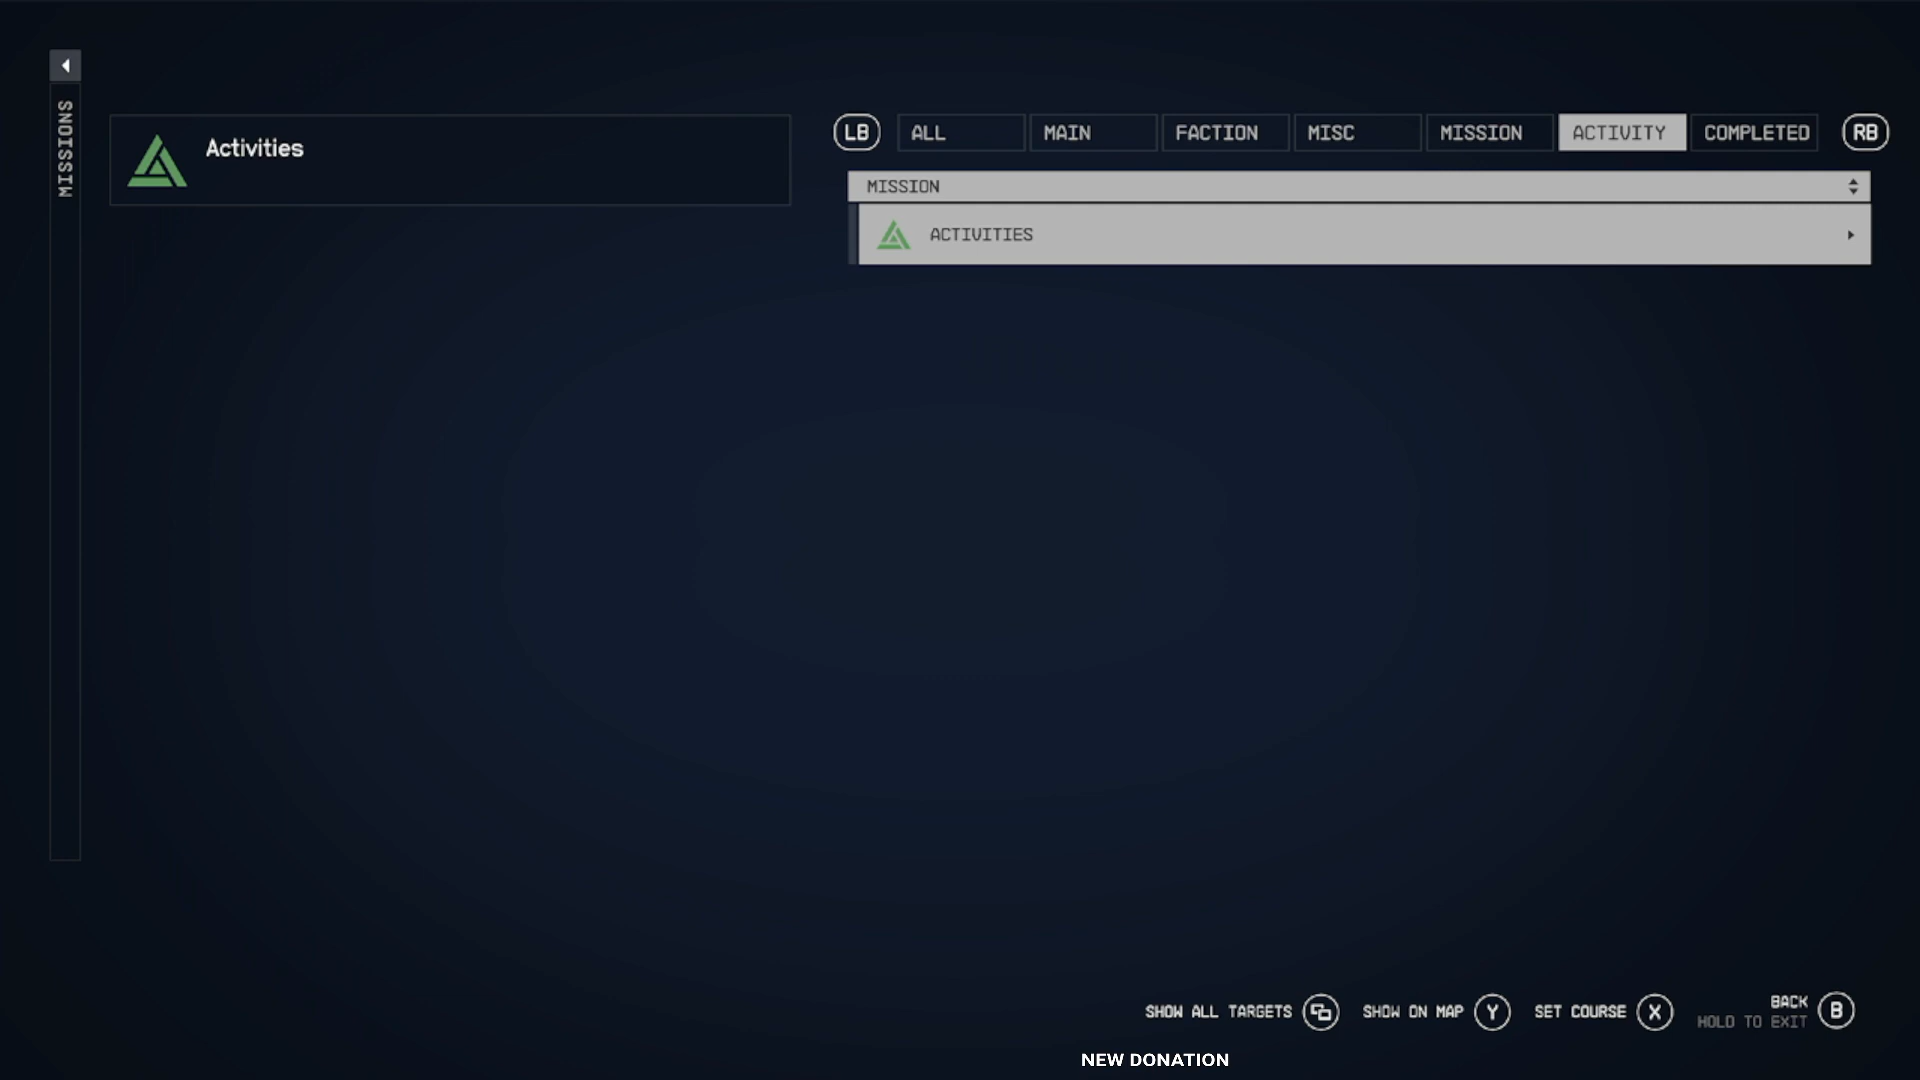 MISSIONS
Activities
LB ALL MAIN FACTION MISC MISSION ACTIVITY COMPLETED RB
MISSION
ACTIVITIES
SHOW ALL TARGETS SHOW ON MAP Y SET COURSE X BACK B
HOLD TO EXIT
NEW DONATION